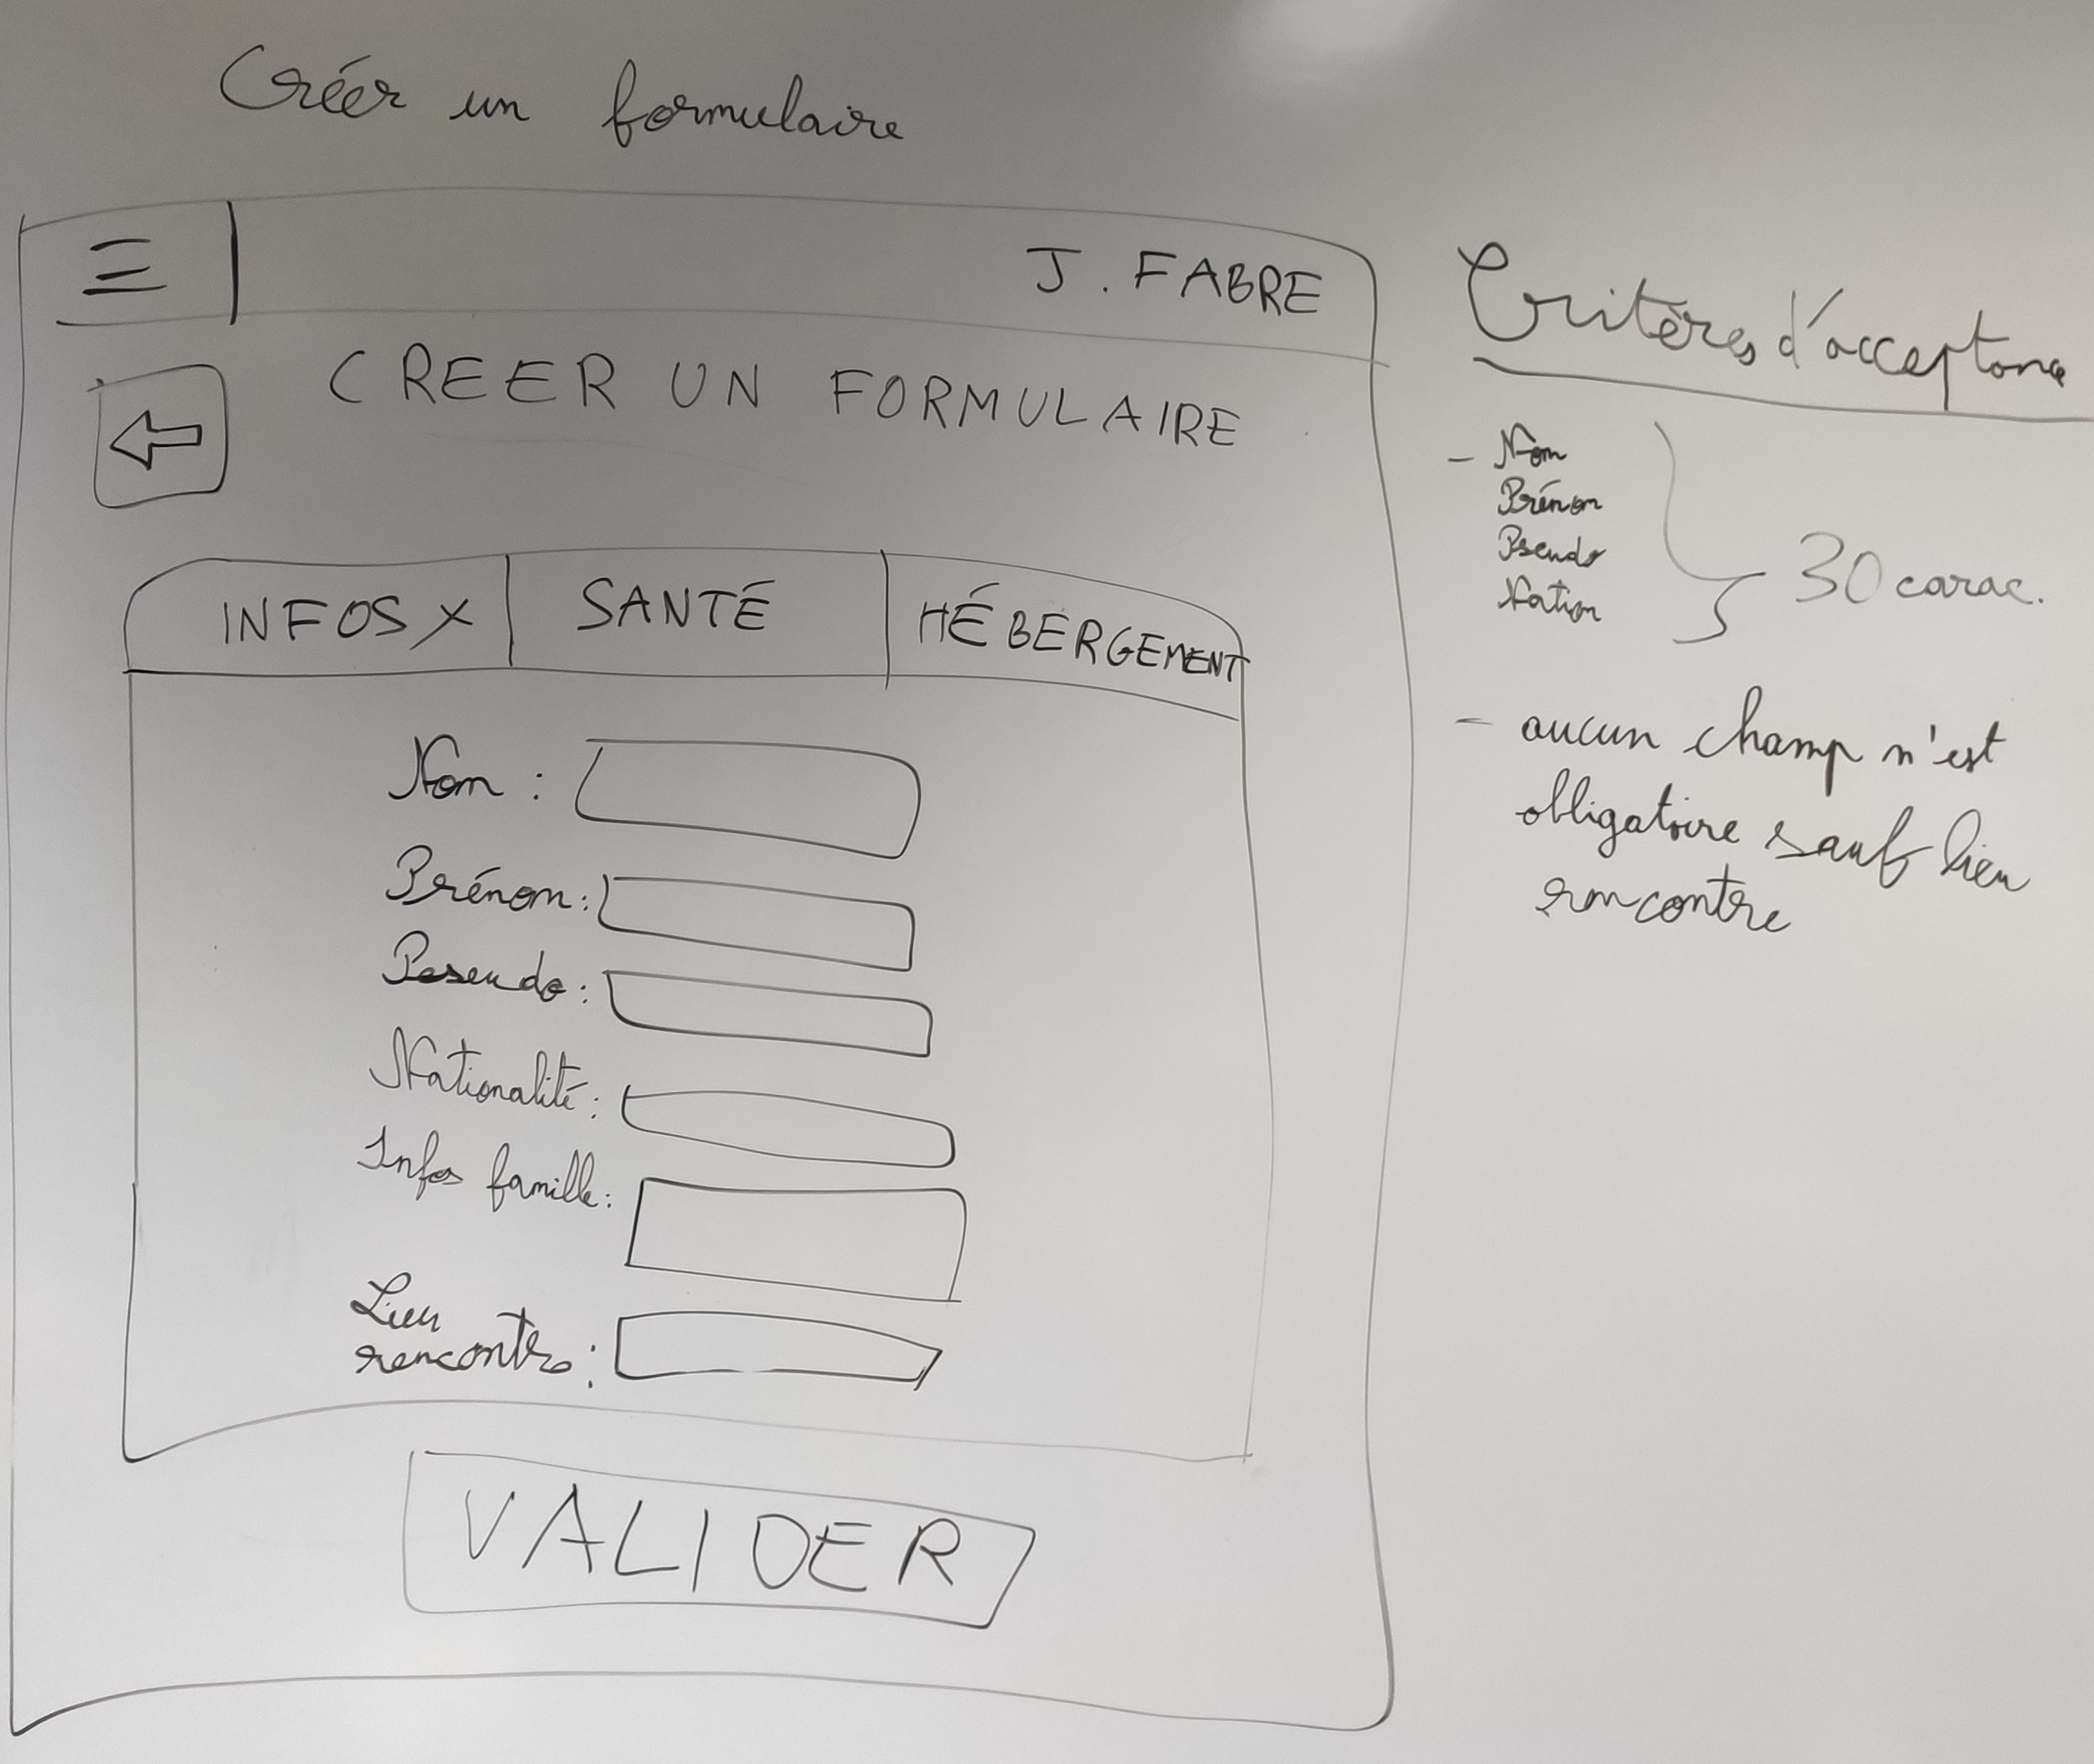 Créer un formulaire
J. FABRE
CREER UN FORMULAIRE
INFOS X SANTÉ HÉBERGEMENT
Nom :
Prénom :
Pseudo :
Nationalité :
Infos famille :
Lieu
rencontre :
VALIDER
Critères d'acceptance
- Nom
Prénom
Pseudo
Nation
30 carac.
- aucun champ n'est
obligatoire sauf lieu
rencontre